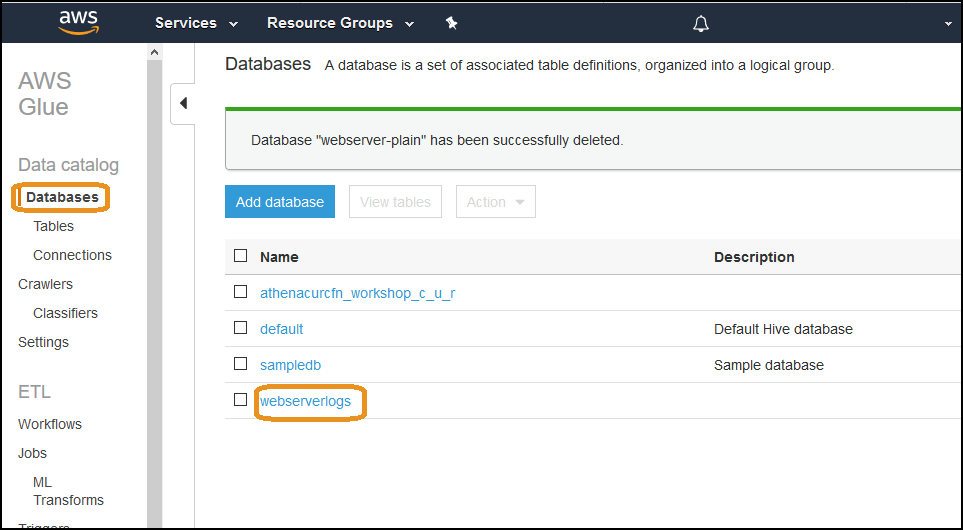 aws Services Resource Groups
AWS
Glue
Data catalog
Databases
Tables
Connections
Crawlers
Classifiers
Settings
ETL
Workflows
Jobs
ML
Transforms
Triggers
Databases A database is a set of associated table definitions, organized into a logical group.
Database "webserver-plain" has been successfully deleted.
Add database View tables Action
Name Description
athenacurcfn_workshop_c_u_r
default Default Hive database
sampledb Sample database
webserverlogs